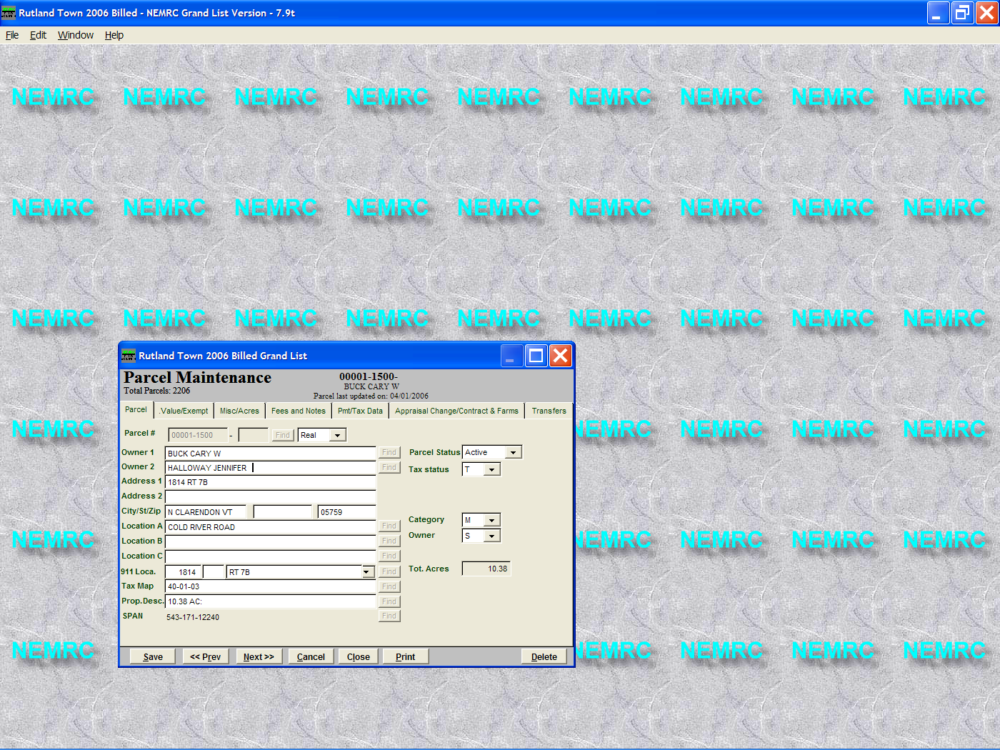 Rutland Town 2006 Billed - NEMRC Grand List Version - 7.9t
File Edit Window Help
NEMRC NEMRC NEMRC NEMRC NEMRC NEMRC NEMRC NEMRC NEMRC
NEMRC NEMRC NEMRC NEMRC NEMRC NEMRC NEMRC NEMRC NEMRC
NEMRC NEMRC NEMRC NEMRC NEMRC NEMRC NEMRC NEMRC NEMRC
Rutland Town 2006 Billed Grand List
Parcel Maintenance 00001-1500-
BUCK CARY W
Total Parcels: 2206 Parcel last updated on: 04/01/2006
Parcel .Value/Exempt Misc/Acres Fees and Notes Pmt/Tax Data Appraisal Change/Contract & Farms Transfers
NEMRC NEMRC NEMRC NEMRC NEMRC
Parcel # 00001-1500 - Find Real
Owner 1 BUCK CARY W Find Parcel Status Active
Owner 2 HALLOWAY JENNIFER Find Tax status T
Address 1 1814 RT 7B
Address 2
City/St/Zip N CLARENDON VT 05759
Category M
Location A COLD RIVER ROAD Find
Owner S
Location B Find
NEMRC NEMRC NEMRC NEMRC NEMRC
Location C Find
911 Loca. 1814 RT 7B Find Tot. Acres 10.38
Tax Map 40-01-03 Find
Prop.Desc. 10.38 AC: Find
SPAN 543-171-12240 Find
NEMRC NEMRC NEMRC NEMRC NEMRC
Save << Prev Next >> Cancel Close Print Delete